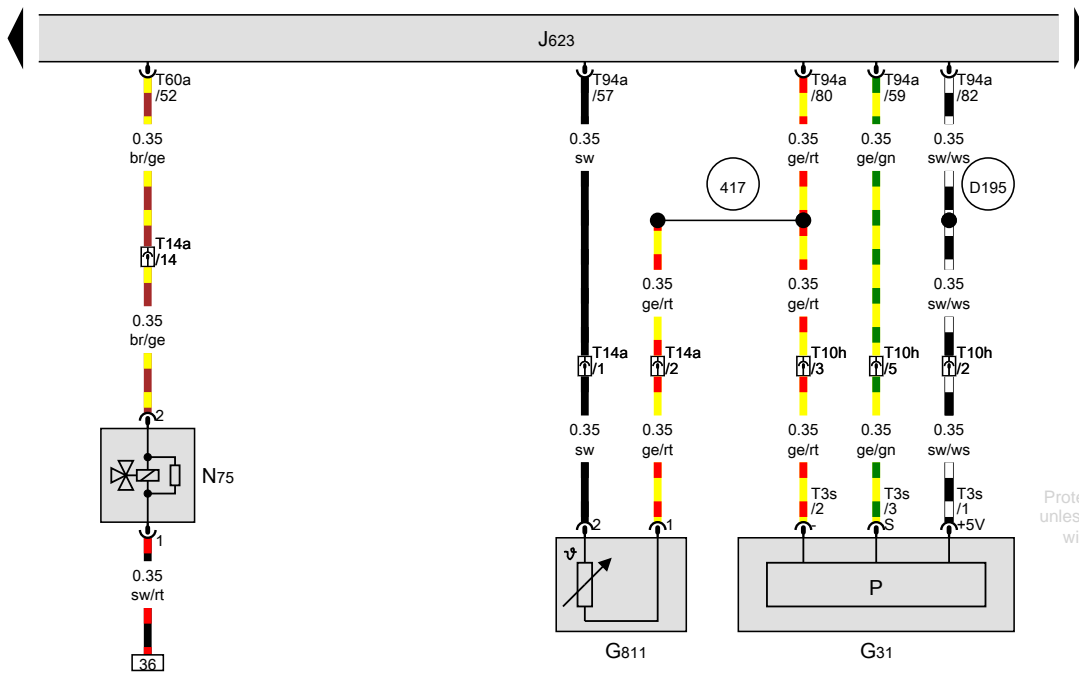 J623
T60a
/52
T94a
/57
T94a
/80
T94a
/59
T94a
/82
0.35
br/ge
0.35
sw
0.35
ge/rt
0.35
ge/gn
0.35
sw/ws
417
D195
T14a
/14
0.35
ge/rt
0.35
ge/rt
0.35
sw/ws
0.35
br/ge
T14a
/1
T14a
/2
T10h
/3
T10h
/5
T10h
/2
2
0.35
sw
0.35
ge/rt
0.35
ge/rt
0.35
ge/gn
0.35
sw/ws
N75
T3s
/2
-
T3s
/3
S
T3s
/1
+5V
Prote
unles
wi
1
2
1
ϑ
0.35
sw/rt
P
G811
G31
36